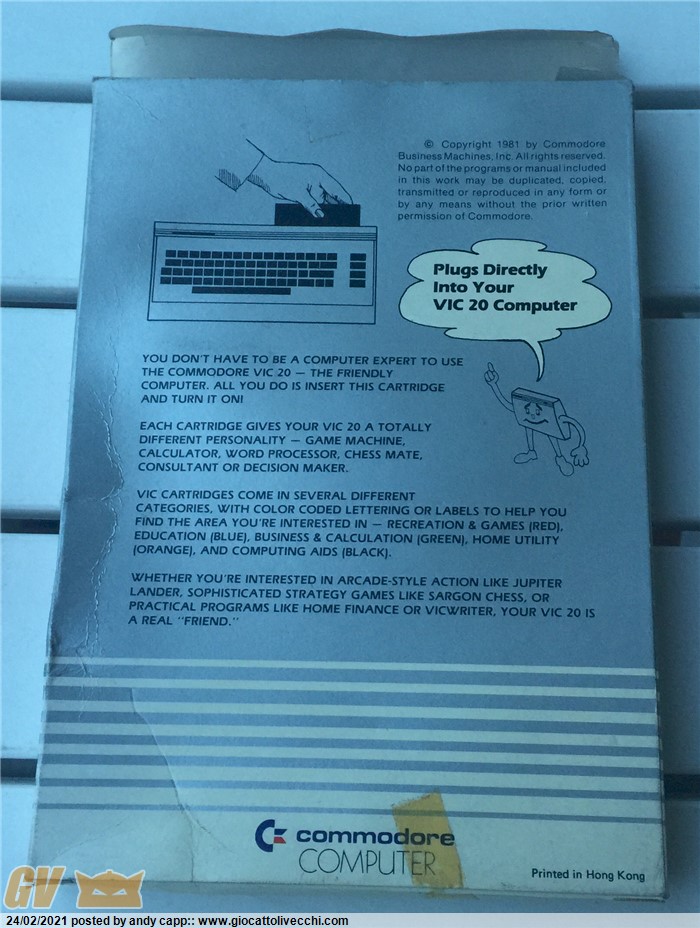 © Copyright 1981 by Commodore
Business Machines, Inc. All rights reserved.
No part of the programs or manual included
in this work may be duplicated, copied,
transmitted or reproduced in any form or
by any means without the prior written
permission of Commodore.
Plugs Directly
Into Your
VIC 20 Computer
YOU DON'T HAVE TO BE A COMPUTER EXPERT TO USE
THE COMMODORE VIC 20 — THE FRIENDLY
COMPUTER. ALL YOU DO IS INSERT THIS CARTRIDGE
AND TURN IT ON!
EACH CARTRIDGE GIVES YOUR VIC 20 A TOTALLY
DIFFERENT PERSONALITY — GAME MACHINE,
CALCULATOR, WORD PROCESSOR, CHESS MATE,
CONSULTANT OR DECISION MAKER.
VIC CARTRIDGES COME IN SEVERAL DIFFERENT
CATEGORIES, WITH COLOR CODED LETTERING OR LABELS TO HELP YOU
FIND THE AREA YOU'RE INTERESTED IN — RECREATION & GAMES (RED),
EDUCATION (BLUE), BUSINESS & CALCULATION (GREEN), HOME UTILITY
(ORANGE), AND COMPUTING AIDS (BLACK).
WHETHER YOU'RE INTERESTED IN ARCADE-STYLE ACTION LIKE JUPITER
LANDER, SOPHISTICATED STRATEGY GAMES LIKE SARGON CHESS, OR
PRACTICAL PROGRAMS LIKE HOME FINANCE OR VICWRITER, YOUR VIC 20 IS
A REAL "FRIEND."
commodore
COMPUTER
Printed in Hong Kong
GV
24/02/2021 posted by andy capp:: www.giocattolivecchi.com